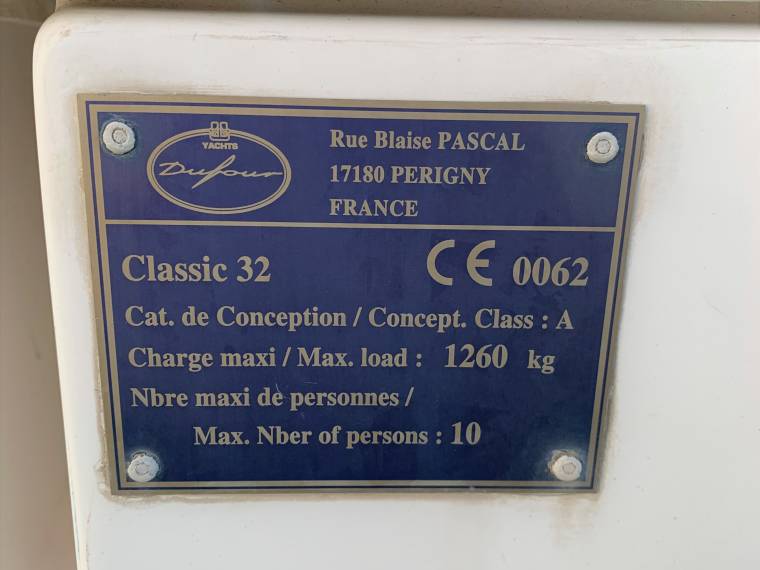 YACHTS
Dufour
Rue Blaise PASCAL
17180 PERIGNY
FRANCE
Classic 32 CE 0062
Cat. de Conception / Concept. Class : A
Charge maxi / Max. load : 1260 kg
Nbre maxi de personnes /
Max. Nber of persons : 10